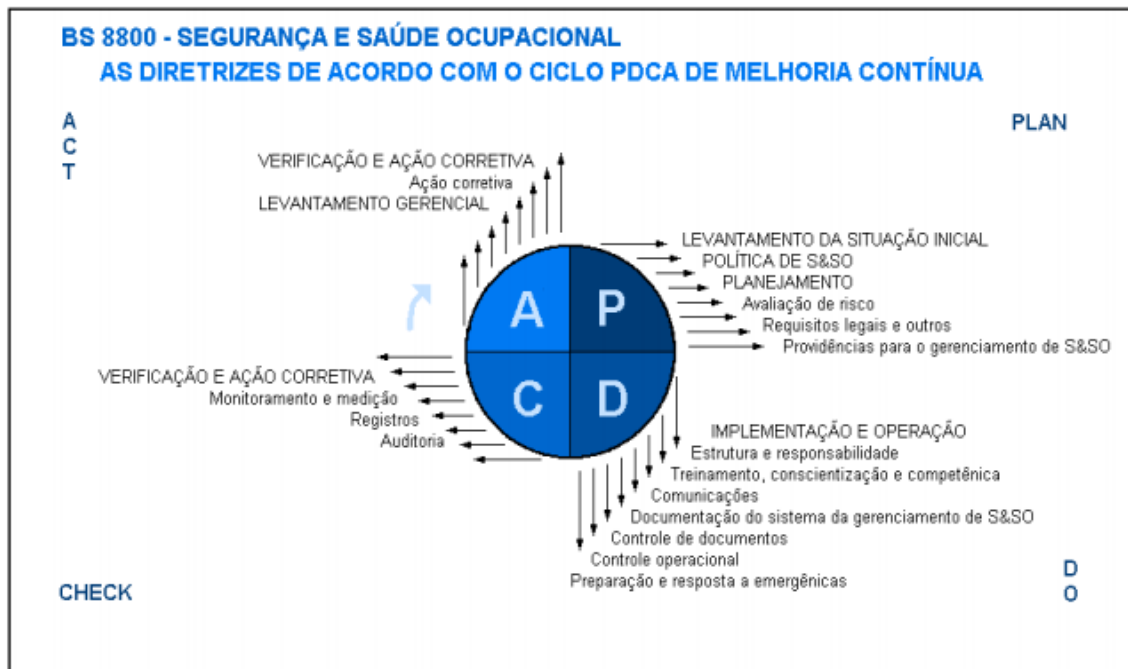 BS 8800 - SEGURANÇA E SAÚDE OCUPACIONAL
AS DIRETRIZES DE ACORDO COM O CICLO PDCA DE MELHORIA CONTÍNUA
A
C
T
PLAN
VERIFICAÇÃO E AÇÃO CORRETIVA
Ação corretiva
LEVANTAMENTO GERENCIAL
LEVANTAMENTO DA SITUAÇÃO INICIAL
POLÍTICA DE S&SO
PLANEJAMENTO
Avaliação de risco
Requisitos legais e outros
Providências para o gerenciamento de S&SO
A P
C D
VERIFICAÇÃO E AÇÃO CORRETIVA
Monitoramento e medição
Registros
Auditoria
IMPLEMENTAÇÃO E OPERAÇÃO
Estrutura e responsabilidade
Treinamento, conscientização e competênica
Comunicações
Documentação do sistema da gerenciamento de S&SO
Controle de documentos
Controle operacional
Preparação e resposta a emergênicas
CHECK
D
O